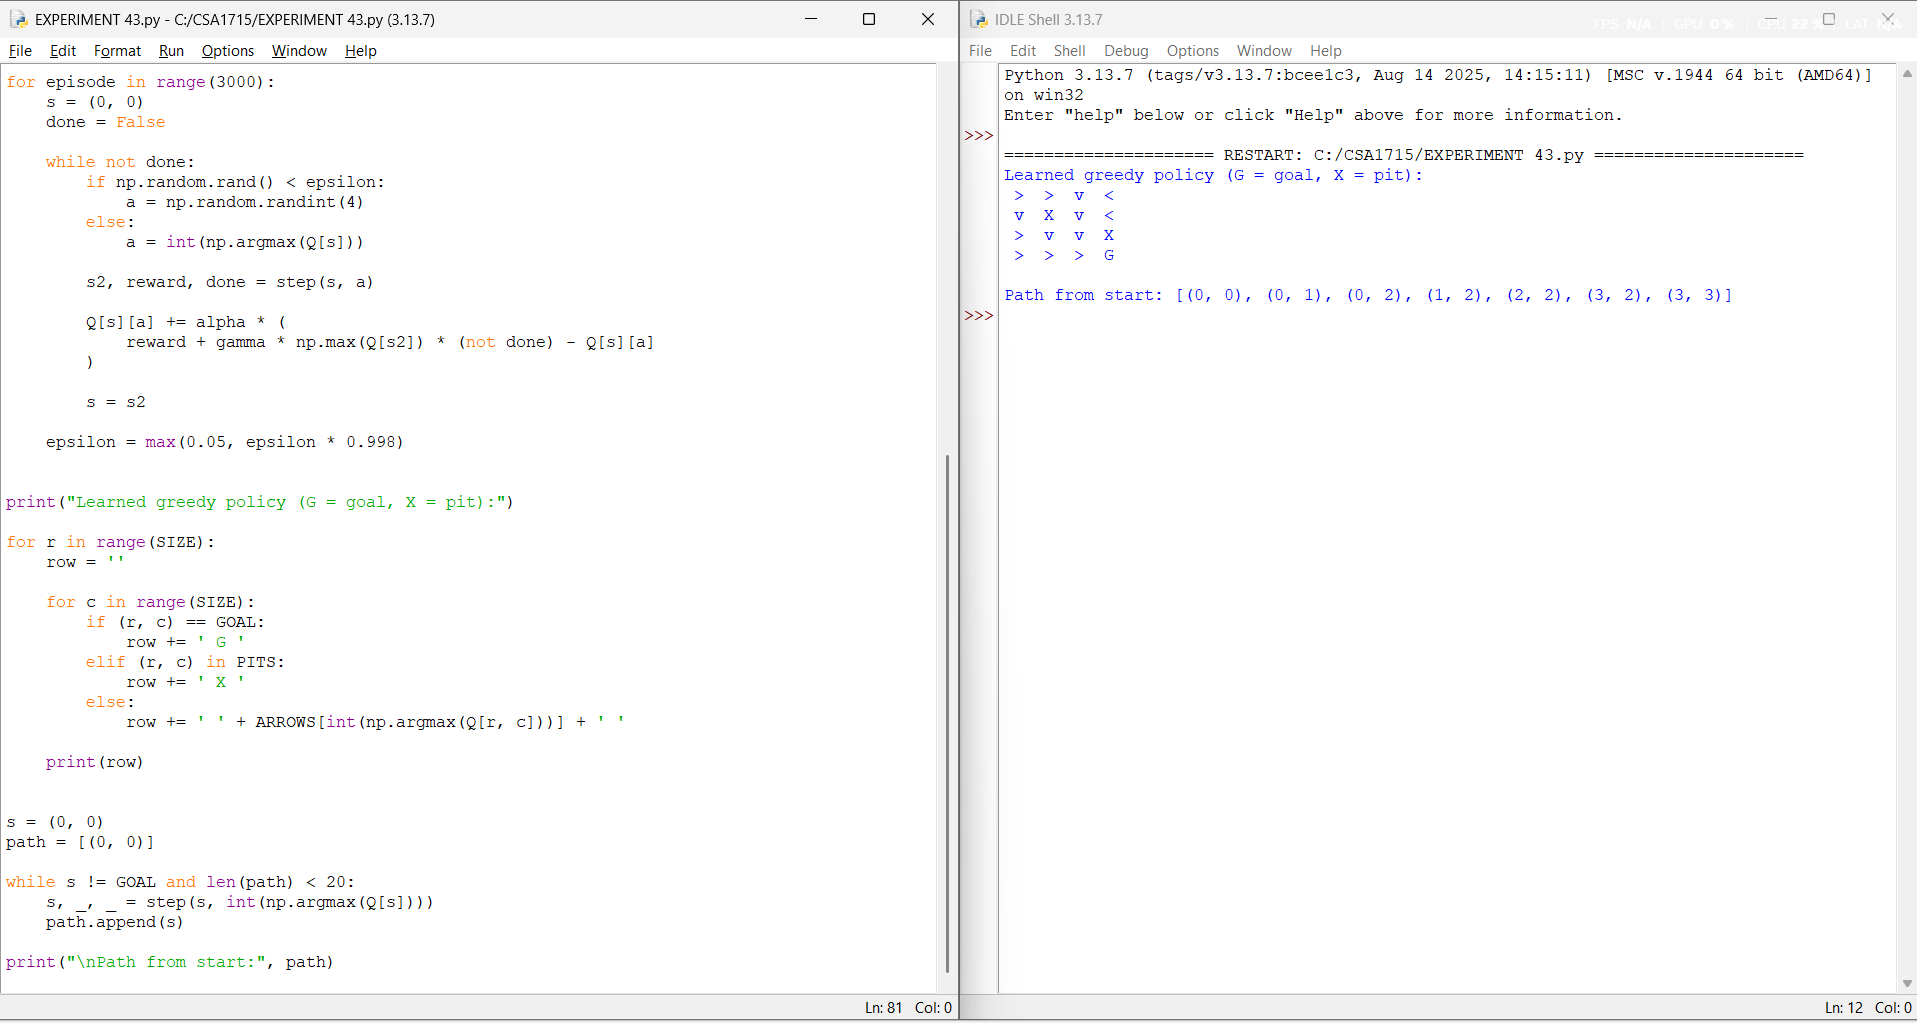 EXPERIMENT 43.py - C:/CSA1715/EXPERIMENT 43.py (3.13.7)
File Edit Format Run Options Window Help
for episode in range(3000):
    s = (0, 0)
    done = False

    while not done:
        if np.random.rand() < epsilon:
            a = np.random.randint(4)
        else:
            a = int(np.argmax(Q[s]))

        s2, reward, done = step(s, a)

        Q[s][a] += alpha * (
            reward + gamma * np.max(Q[s2]) * (not done) - Q[s][a]
        )

        s = s2

    epsilon = max(0.05, epsilon * 0.998)


print("Learned greedy policy (G = goal, X = pit):")

for r in range(SIZE):
    row = ''

    for c in range(SIZE):
        if (r, c) == GOAL:
            row += ' G '
        elif (r, c) in PITS:
            row += ' X '
        else:
            row += ' ' + ARROWS[int(np.argmax(Q[r, c]))] + ' '

    print(row)


s = (0, 0)
path = [(0, 0)]

while s != GOAL and len(path) < 20:
    s, _, _ = step(s, int(np.argmax(Q[s])))
    path.append(s)

print("\nPath from start:", path)
Ln: 81 Col: 0
IDLE Shell 3.13.7
FPS N/A | GPU 0 % | CPU 22 % | LAT N/A
File Edit Shell Debug Options Window Help
Python 3.13.7 (tags/v3.13.7:bcee1c3, Aug 14 2025, 14:15:11) [MSC v.1944 64 bit (AMD64)]
on win32
Enter "help" below or click "Help" above for more information.
>>>
===================== RESTART: C:/CSA1715/EXPERIMENT 43.py =====================
Learned greedy policy (G = goal, X = pit):
 >  >  v  <
 v  X  v  <
 >  v  v  X
 >  >  >  G

Path from start: [(0, 0), (0, 1), (0, 2), (1, 2), (2, 2), (3, 2), (3, 3)]
>>>
Ln: 12 Col: 0